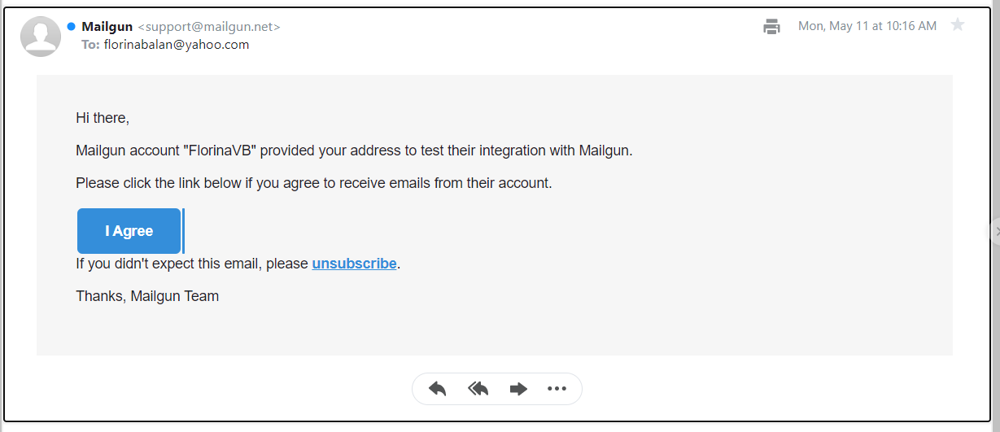 Mailgun <support@mailgun.net>
Mon, May 11 at 10:16 AM
To: florinabalan@yahoo.com
Hi there,
Mailgun account "FlorinaVB" provided your address to test their integration with Mailgun.
Please click the link below if you agree to receive emails from their account.
I Agree
If you didn't expect this email, please unsubscribe.
Thanks, Mailgun Team